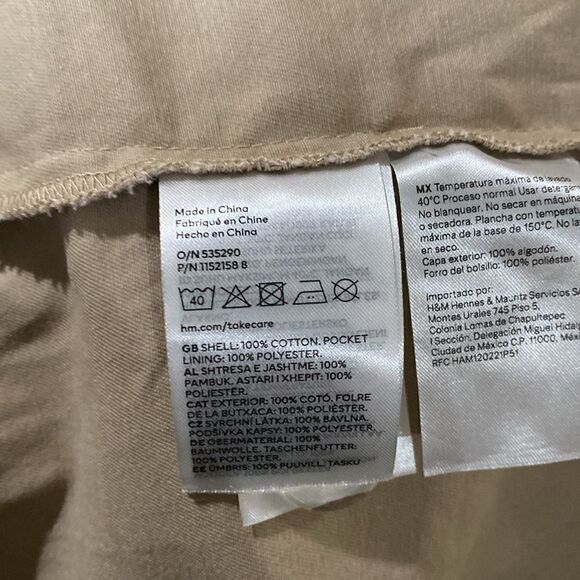 Made in China
Fabriqué en Chine
Hecho en China
O/N 535290
P/N 1152158 8
40
hm.com/takecare
GB SHELL: 100% COTTON. POCKET
LINING: 100% POLYESTER.
AL SHTRESA E JASHTME: 100%
PAMBUK. ASTARI I XHEPIT: 100%
POLIESTËR.
CAT EXTERIOR: 100% COTÓ. FOLRE
DE LA BUTXACA: 100% POLIÈSTER.
CZ SVRCHNÍ LÁTKA: 100% BAVLNA.
PODŠÍVKA KAPSY: 100% POLYESTER.
DE OBERMATERIAL: 100%
BAUMWOLLE. TASCHENFUTTER:
100% POLYESTER.
EE ÜMBRIS: 100% PUUVILL. TASKU
MX Temperatura máxima de lavado
40°C Proceso normal Usar detergen
No blanquear. No secar en máquina
o secadora. Plancha con temperatu
máxima de la base de 150°C. No la
en seco.
Capa exterior: 100% algodón.
Forro del bolsillo: 100% poliéster.
Importado por:
H&M Hennes & Mauritz Servicios SA
Montes Urales 745 Piso 5,
Colonia Lomas de Chapultepec
I Sección, Delegación Miguel Hidal
Ciudad de México C.P. 11000, Méxi
RFC HAM120221P51